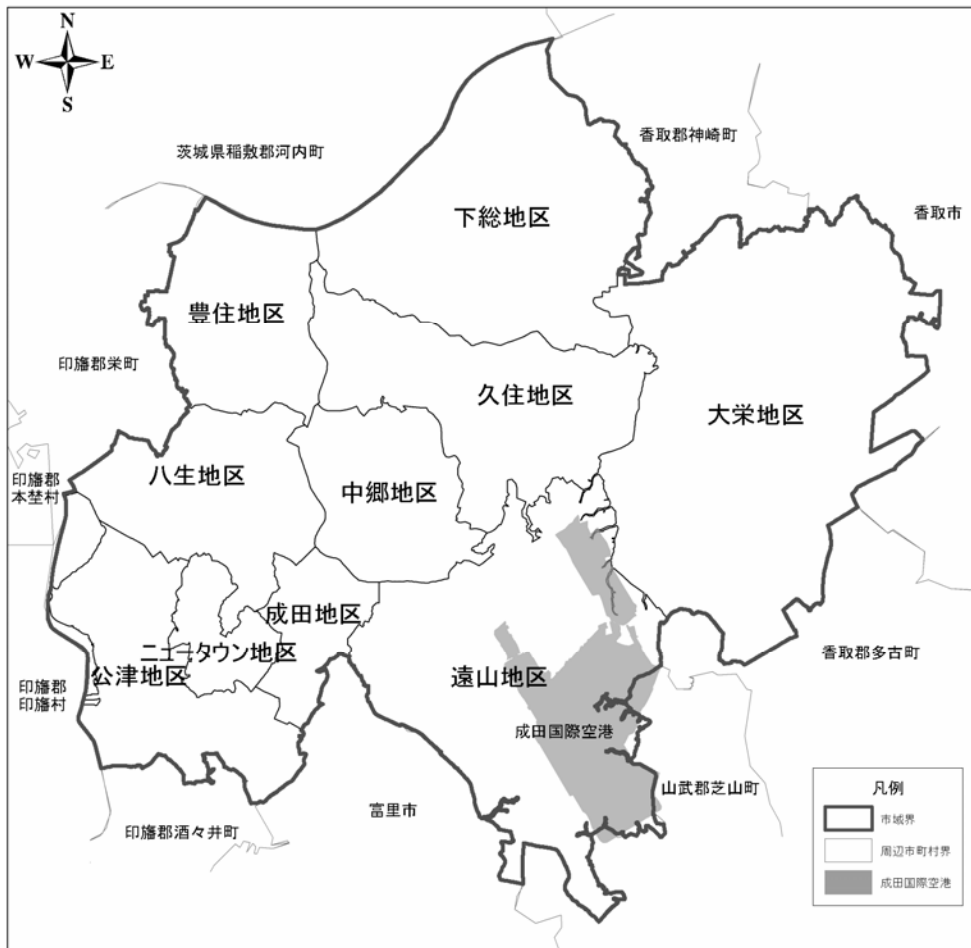 N
W E
S
茨城県稲敷郡河内町
香取郡神崎町
香取市
下総地区
豊住地区
印旛郡栄町
久住地区
大栄地区
八生地区
中郷地区
印旛郡
本埜村
成田地区
ニュータウン地区
公津地区
遠山地区
香取郡多古町
印旛郡
印旛村
成田国際空港
山武郡芝山町
富里市
印旛郡酒々井町
凡例
市域界
周辺市町村界
成田国際空港